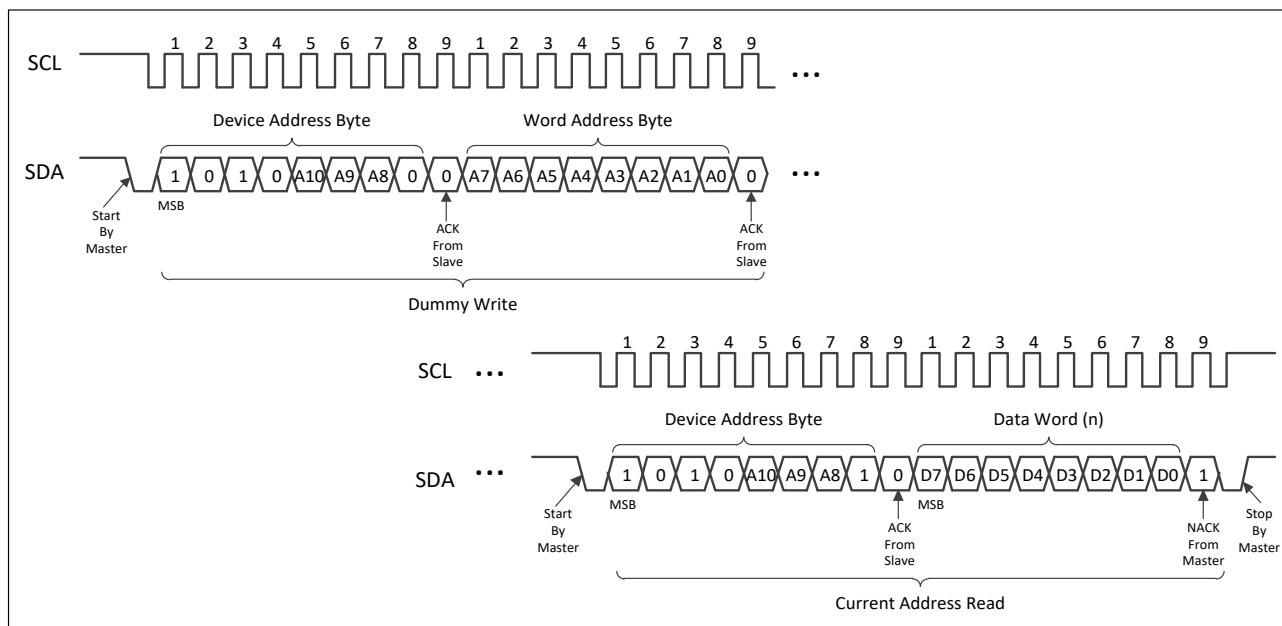 1 2 3 4 5 6 7 8 9 1 2 3 4 5 6 7 8 9
SCL ...
Device Address Byte Word Address Byte
SDA 1 0 1 0 A10 A9 A8 0 0 A7 A6 A5 A4 A3 A2 A1 A0 0 ...
MSB
Start
By
Master
ACK
From
Slave
ACK
From
Slave
Dummy Write
1 2 3 4 5 6 7 8 9 1 2 3 4 5 6 7 8 9
SCL ...
Device Address Byte Data Word (n)
SDA ... 1 0 1 0 A10 A9 A8 1 0 D7 D6 D5 D4 D3 D2 D1 D0 1
MSB MSB
Start
By
Master
ACK
From
Slave
NACK
From
Master
Stop
By
Master
Current Address Read